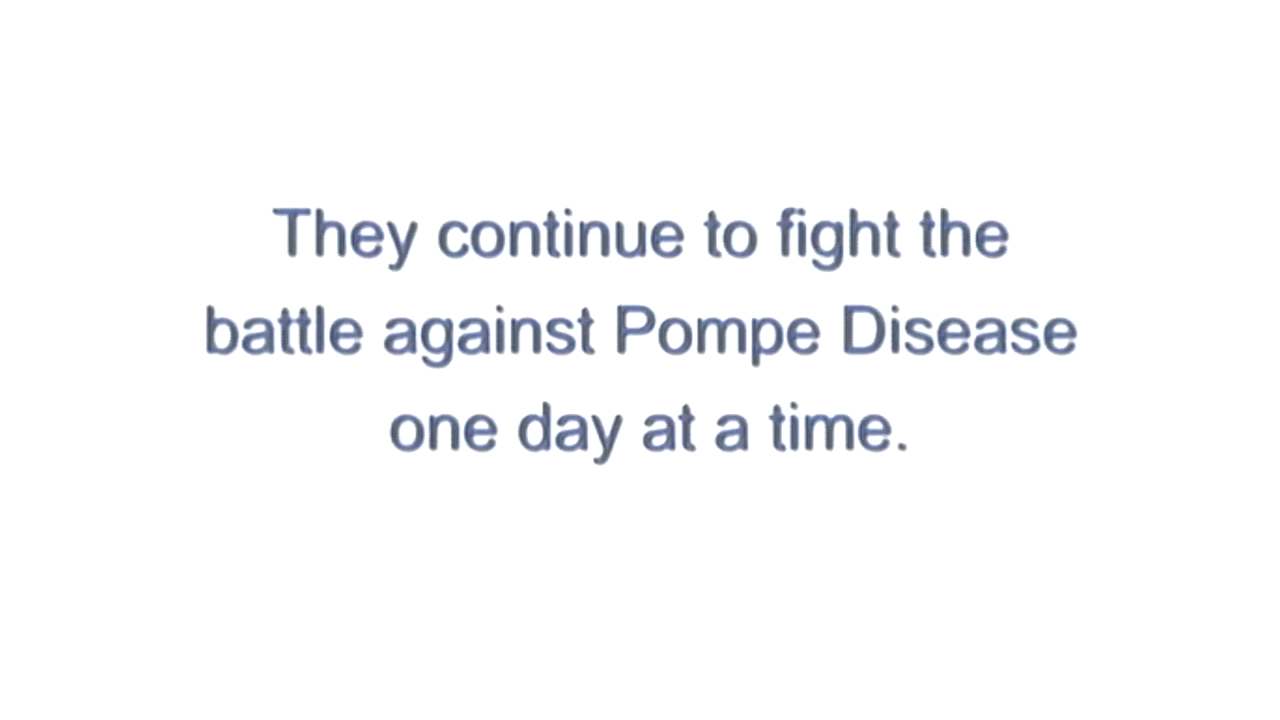 They continue to fight the
battle against Pompe Disease
one day at a time.